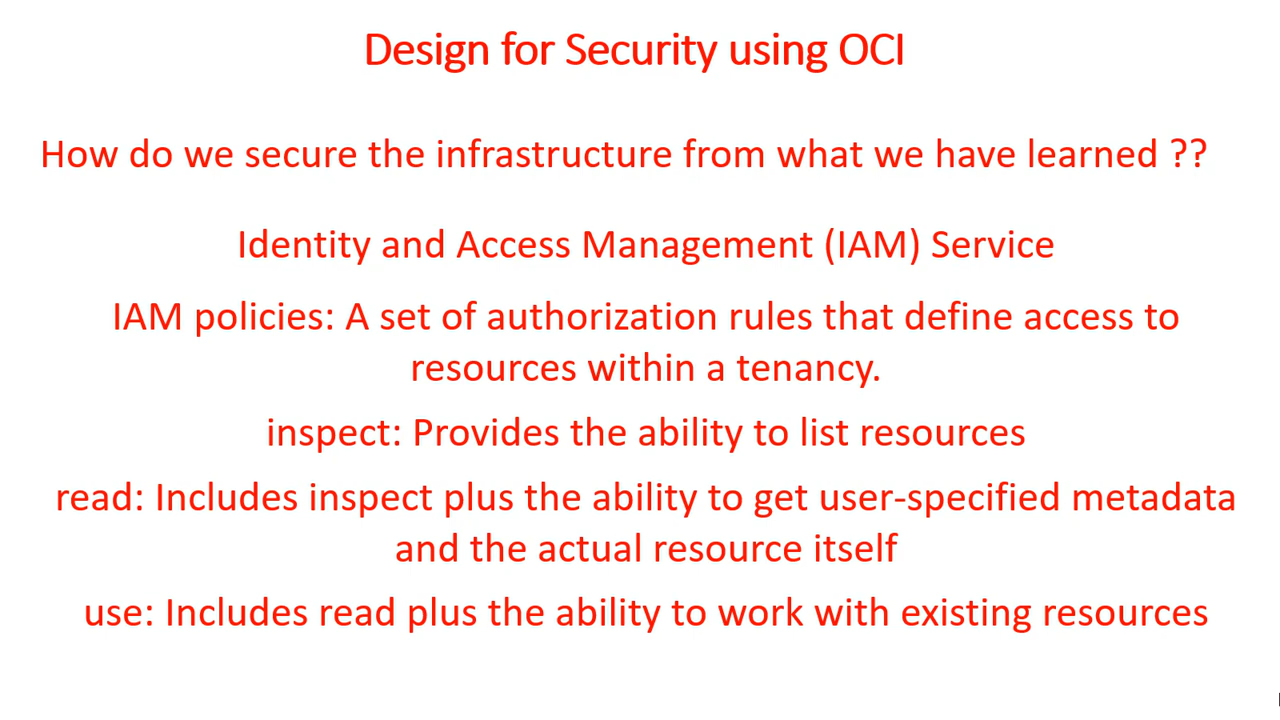 Design for Security using OCI
How do we secure the infrastructure from what we have learned ??
Identity and Access Management (IAM) Service
IAM policies: A set of authorization rules that define access to
resources within a tenancy.
inspect: Provides the ability to list resources
read: Includes inspect plus the ability to get user-specified metadata
and the actual resource itself
use: Includes read plus the ability to work with existing resources